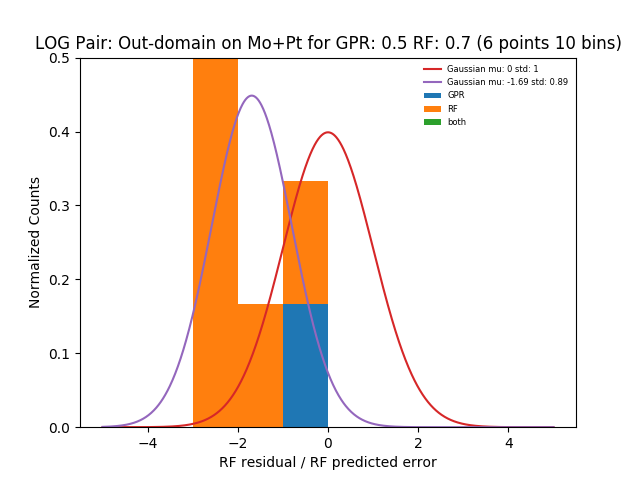 LOG Pair: Out-domain on Mo+Pt for GPR: 0.5 RF: 0.7 (6 points 10 bins)
Gaussian mu: 0 std: 1
Gaussian mu: -1.69 std: 0.89
GPR
RF
both
Normalized Counts
0.5
0.4
0.3
0.2
0.1
0.0
−4
−2
0
2
4
RF residual / RF predicted error